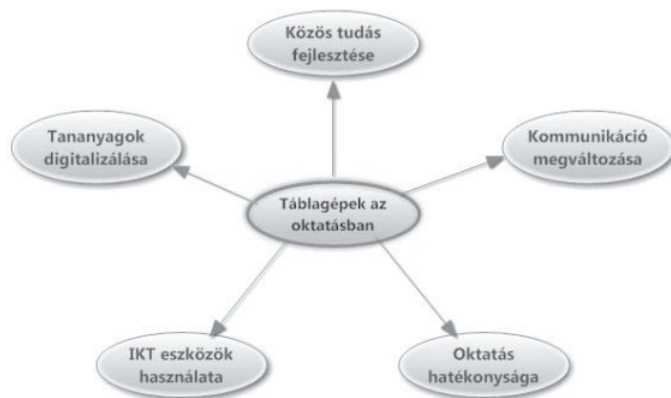 Közös tudás
fejlesztése
Tananyagok
digitalizálása
Kommunikáció
megváltozása
Táblagépek az
oktatásban
IKT eszközök
használata
Oktatás
hatékonysága